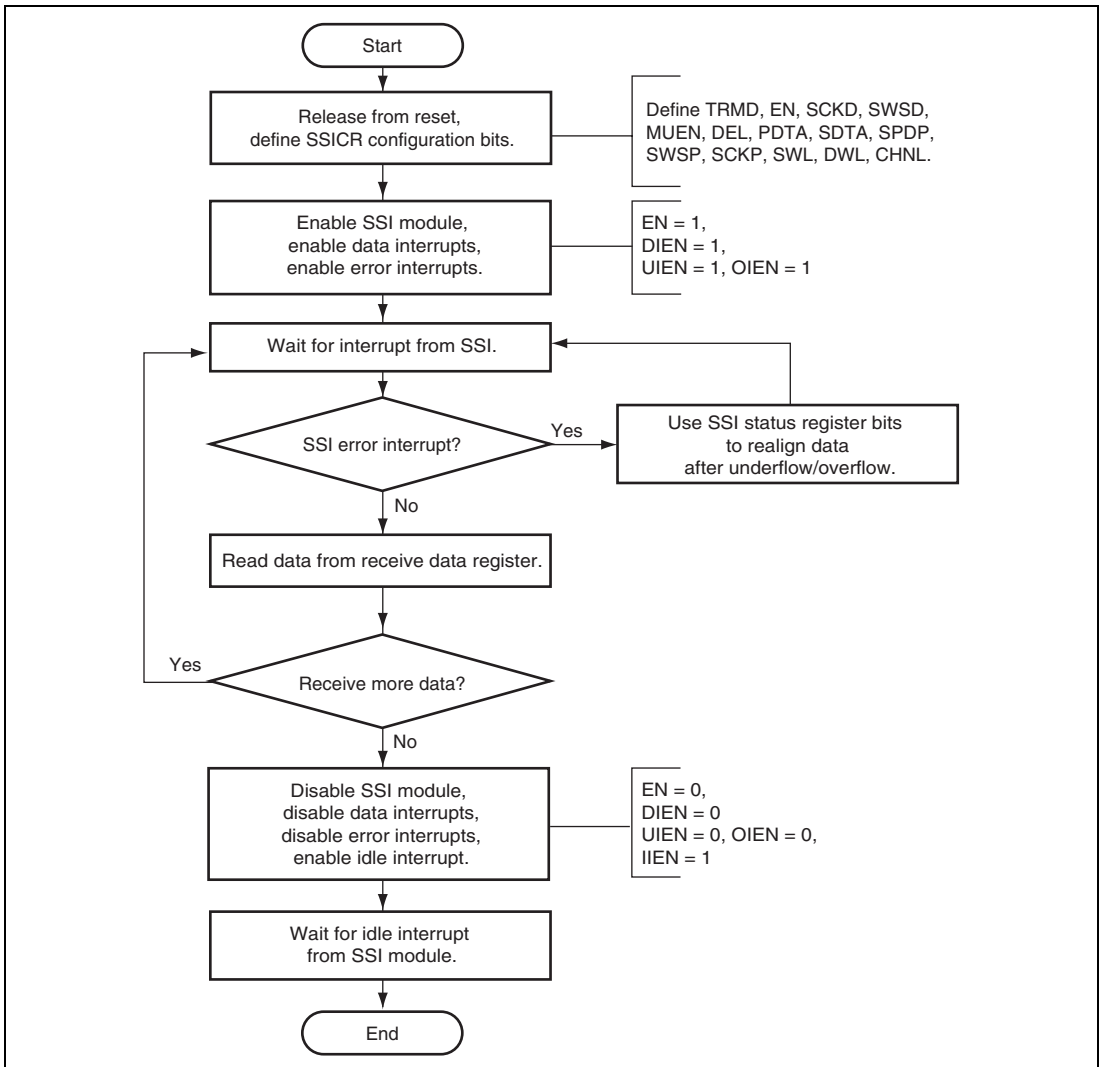 Start
Release from reset,
define SSICR configuration bits.
Define TRMD, EN, SCKD, SWSD,
MUEN, DEL, PDTA, SDTA, SPDP,
SWSP, SCKP, SWL, DWL, CHNL.
Enable SSI module,
enable data interrupts,
enable error interrupts.
EN = 1,
DIEN = 1,
UIEN = 1, OIEN = 1
Wait for interrupt from SSI.
SSI error interrupt?
Yes
Use SSI status register bits
to realign data
after underflow/overflow.
No
Read data from receive data register.
Yes
Receive more data?
No
Disable SSI module,
disable data interrupts,
disable error interrupts,
enable idle interrupt.
EN = 0,
DIEN = 0
UIEN = 0, OIEN = 0,
IIEN = 1
Wait for idle interrupt
from SSI module.
End